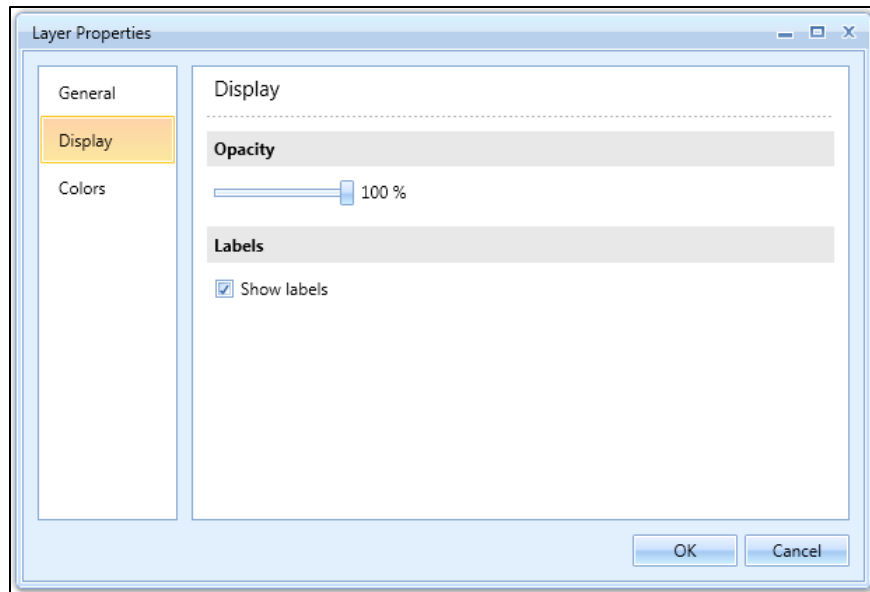 Layer Properties
General
Display
Colors
Display
Opacity
100 %
Labels
Show labels
OK
Cancel